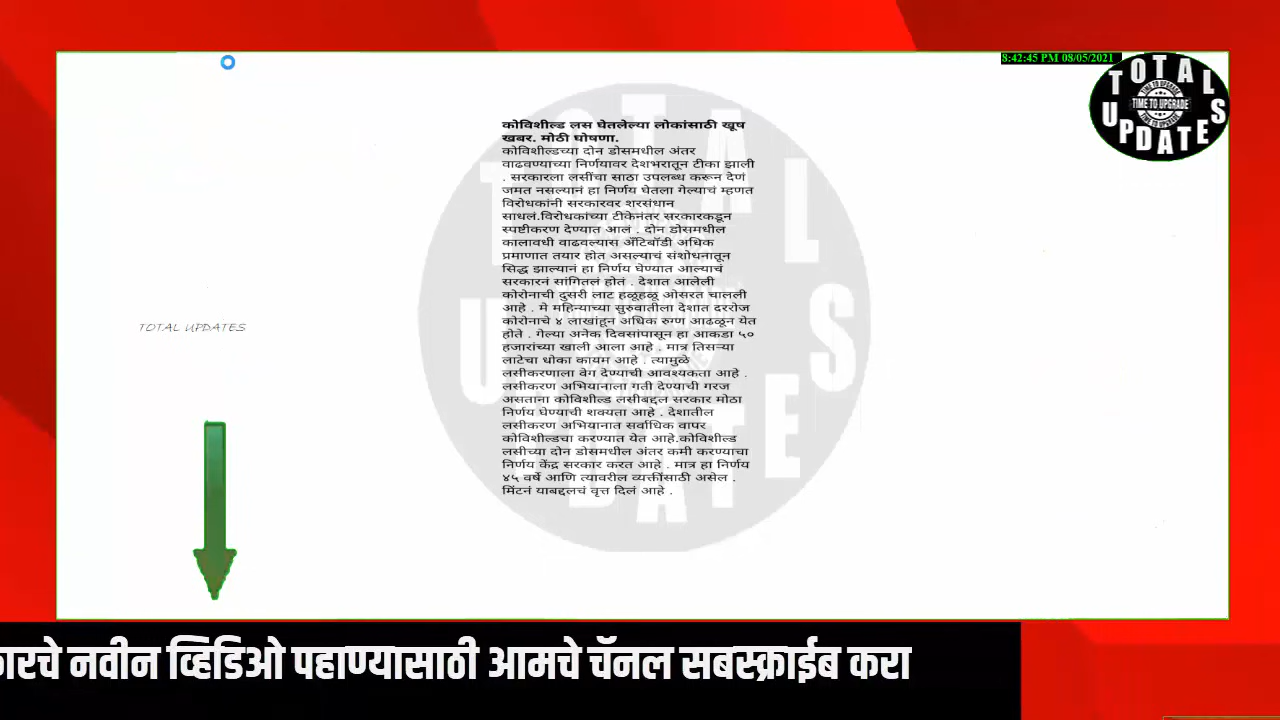 8:42:45 PM 08/05/2021
TOTAL
TIME TO UPGRADE
UPDATES
कोविशील्ड लस घेतलेल्या लोकांसाठी खूष
खबर. मोठी घोषणा.
कोविशील्डच्या दोन डोसमधील अंतर
वाढवण्याच्या निर्णयावर देशभरातून टीका झाली
. सरकारला लसींचा साठा उपलब्ध करून देणं
जमत नसल्यानं हा निर्णय घेतला गेल्याचं म्हणत
विरोधकांनी सरकारवर शरसंधान
साधलं.विरोधकांच्या टीकेनंतर सरकारकडून
स्पष्टीकरण देण्यात आलं . दोन डोसमधील
कालावधी वाढवल्यास अँटिबॉडी अधिक
प्रमाणात तयार होत असल्याचं संशोधनातून
सिद्ध झाल्यानं हा निर्णय घेण्यात आल्याचं
सरकारनं सांगितलं होतं . देशात आलेली
कोरोनाची दुसरी लाट हळूहळू ओसरत चालली
आहे . मे महिन्याच्या सुरुवातीला देशात दररोज
कोरोनाचे ४ लाखांहून अधिक रुग्ण आढळून येत
होते . गेल्या अनेक दिवसांपासून हा आकडा ५०
हजारांच्या खाली आला आहे . मात्र तिसऱ्या
लाटेचा धोका कायम आहे . त्यामुळे
लसीकरणाला वेग देण्याची आवश्यकता आहे .
लसीकरण अभियानाला गती देण्याची गरज
असताना कोविशील्ड लसीबद्दल सरकार मोठा
निर्णय घेण्याची शक्यता आहे . देशातील
लसीकरण अभियानात सर्वाधिक वापर
कोविशील्डचा करण्यात येत आहे.कोविशील्ड
लसीच्या दोन डोसमधील अंतर कमी करण्याचा
निर्णय केंद्र सरकार करत आहे . मात्र हा निर्णय
४५ वर्षे आणि त्यावरील व्यक्तींसाठी असेल .
मिंटनं याबद्दलचं वृत्त दिलं आहे .
TOTAL UPDATES
नवीन व्हिडिओ पहाण्यासाठी आमचे चॅनल सबस्क्राईब करा